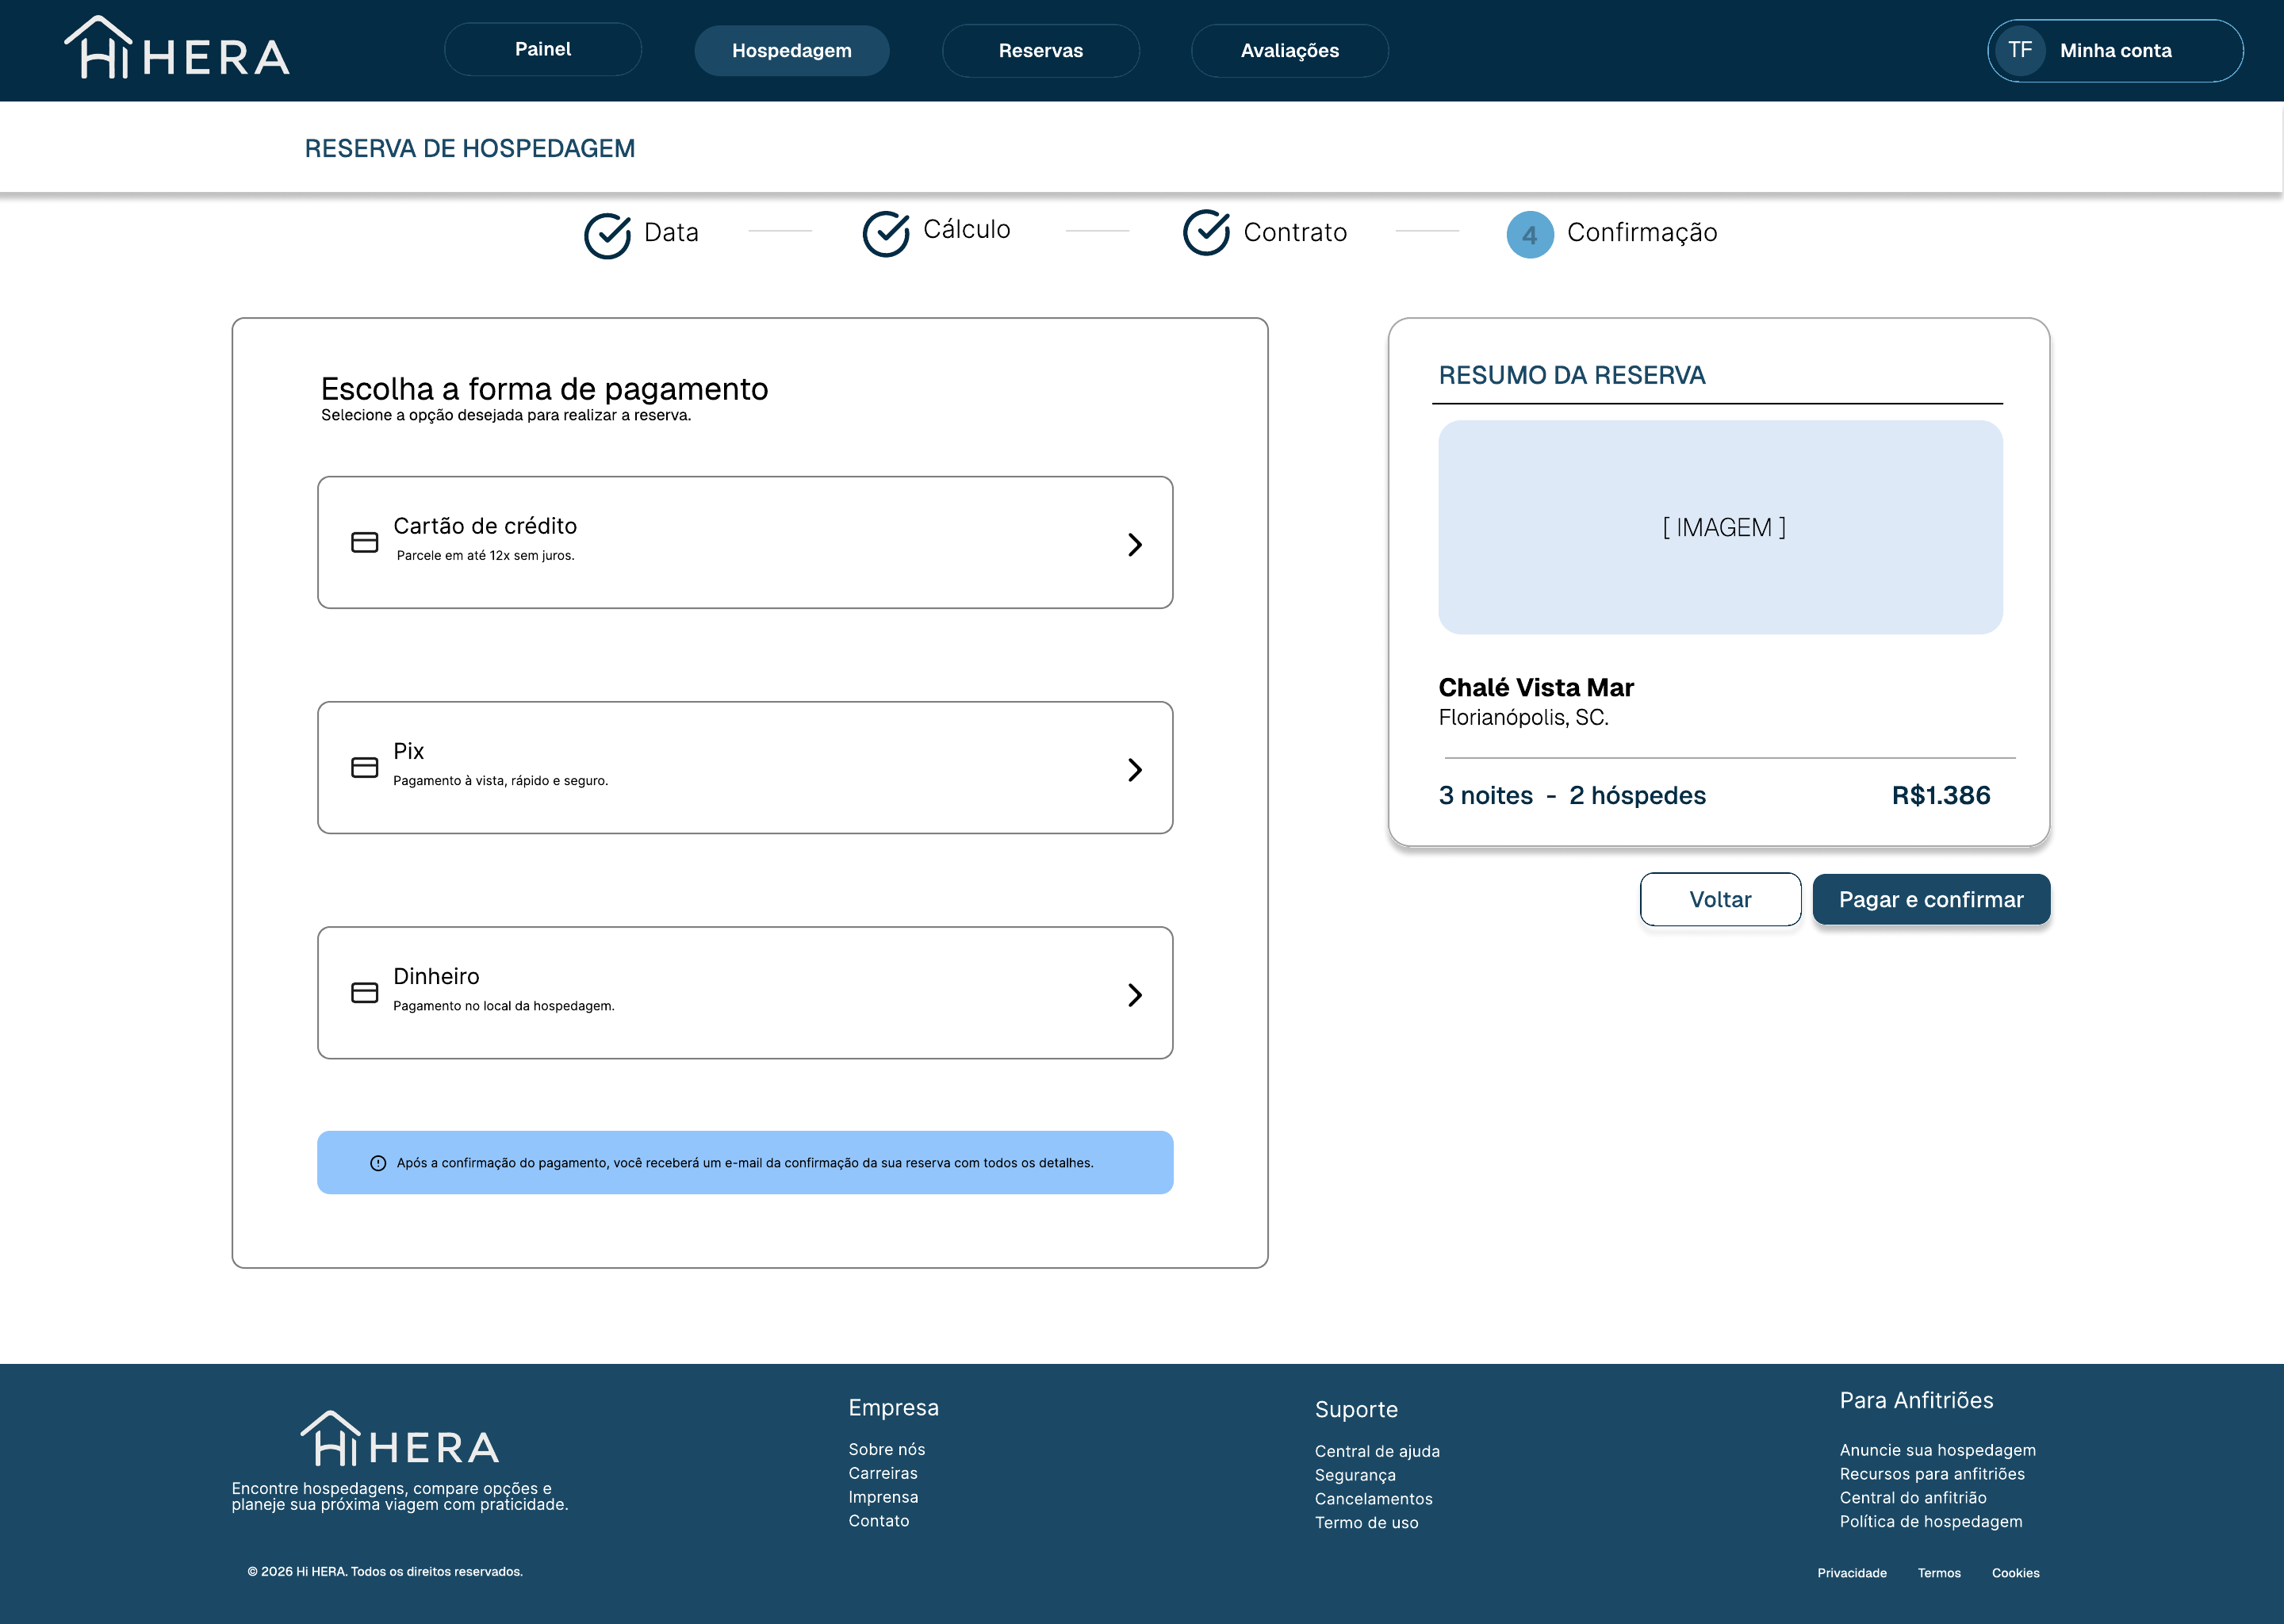 Hi HERA
Painel
Hospedagem
Reservas
Avaliações
TF
Minha conta
RESERVA DE HOSPEDAGEM
Data
Cálculo
Contrato
4
Confirmação
Escolha a forma de pagamento
Selecione a opção desejada para realizar a reserva.
Cartão de crédito
Parcele em até 12x sem juros.
Pix
Pagamento à vista, rápido e seguro.
Dinheiro
Pagamento no local da hospedagem.
Após a confirmação do pagamento, você receberá um e-mail da confirmação da sua reserva com todos os detalhes.
RESUMO DA RESERVA
[ IMAGEM ]
Chalé Vista Mar
Florianópolis, SC.
3 noites - 2 hóspedes
R$1.386
Voltar
Pagar e confirmar
Hi HERA
Encontre hospedagens, compare opções e
planeje sua próxima viagem com praticidade.
© 2026 Hi HERA. Todos os direitos reservados.
Empresa
Sobre nós
Carreiras
Imprensa
Contato
Suporte
Central de ajuda
Segurança
Cancelamentos
Termo de uso
Para Anfitriões
Anuncie sua hospedagem
Recursos para anfitriões
Central do anfitrião
Política de hospedagem
Privacidade
Termos
Cookies